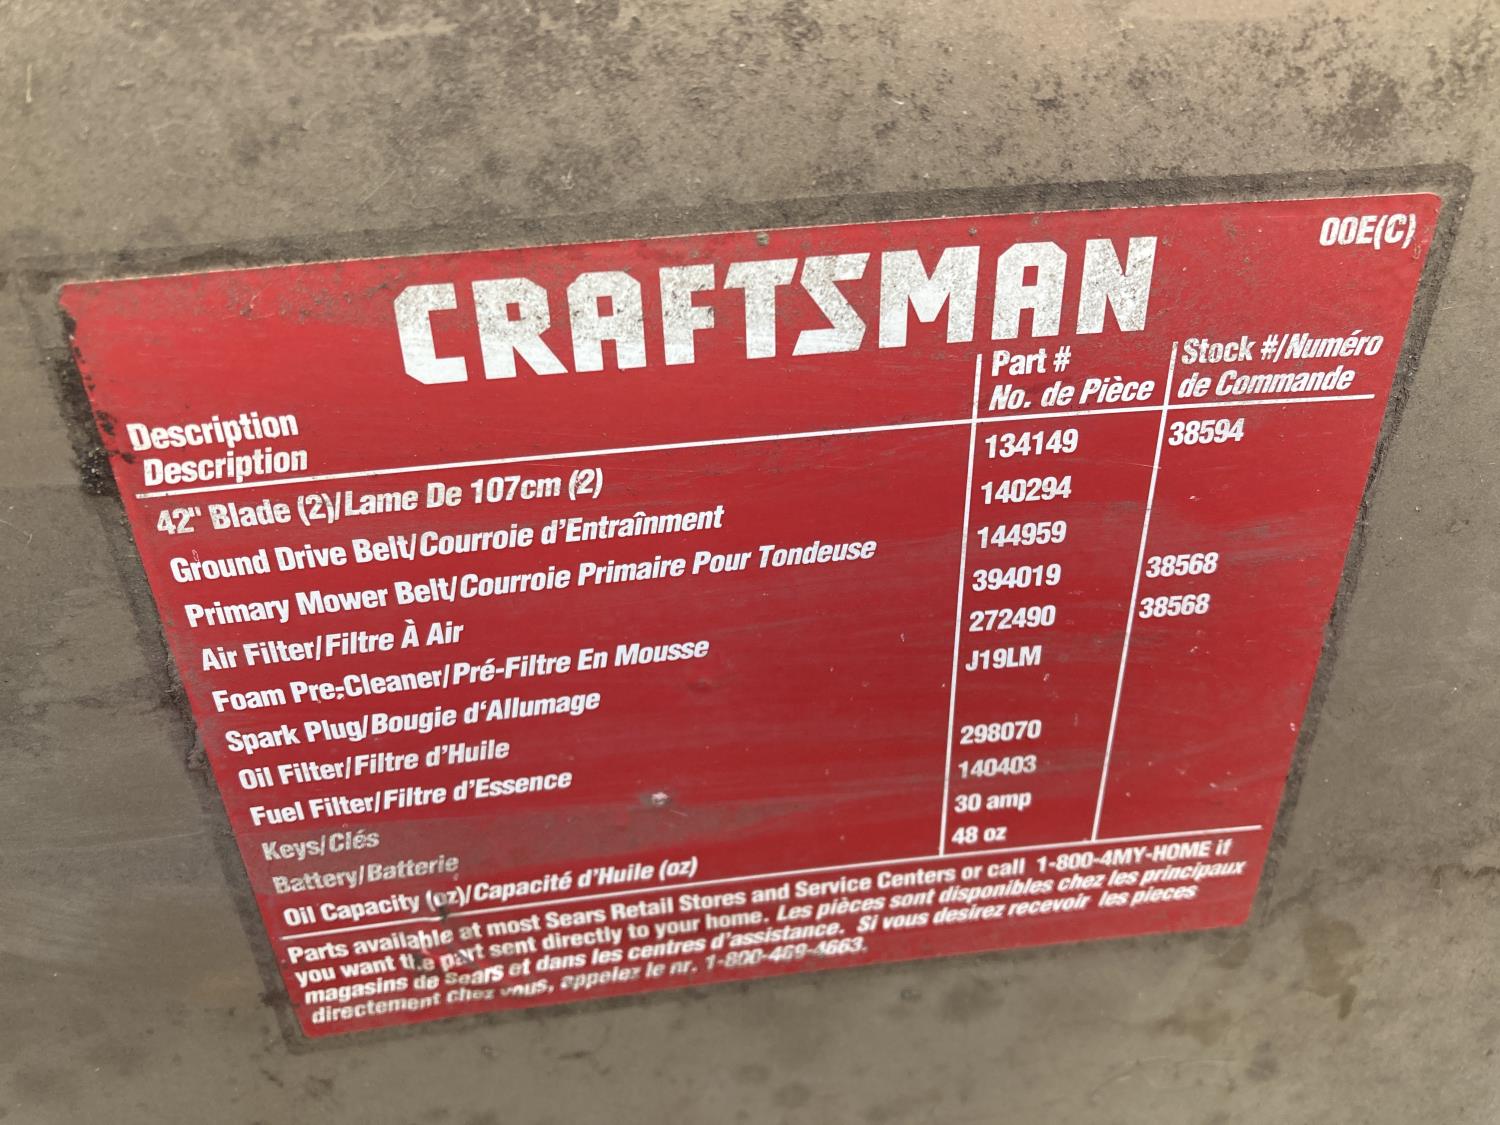 00E(C)
CRAFTSMAN
Description
Description
Part #
No. de Pièce
Stock #/Numéro
de Commande
42" Blade (2)/Lame De 107cm (2) 134149 38594
Ground Drive Belt/Courroie d'Entraînment 140294
Primary Mower Belt/Courroie Primaire Pour Tondeuse 144959
Air Filter/Filtre À Air 394019 38568
Foam Pre-Cleaner/Pré-Filtre En Mousse 272490 38568
Spark Plug/Bougie d'Allumage J19LM
Oil Filter/Filtre d'Huile
Fuel Filter/Filtre d'Essence 298070
Keys/Clés 140403
Battery/Batterie 30 amp
Oil Capacity (oz)/Capacité d'Huile (oz) 48 oz
Parts available at most Sears Retail Stores and Service Centers or call 1-800-4MY-HOME if
you want the part sent directly to your home. Les pièces sont disponibles chez les principaux
magasins de Sears et dans les centres d'assistance. Si vous desirez recevoir les pieces
directement chez vous, appelez le nr. 1-800-469-4663.